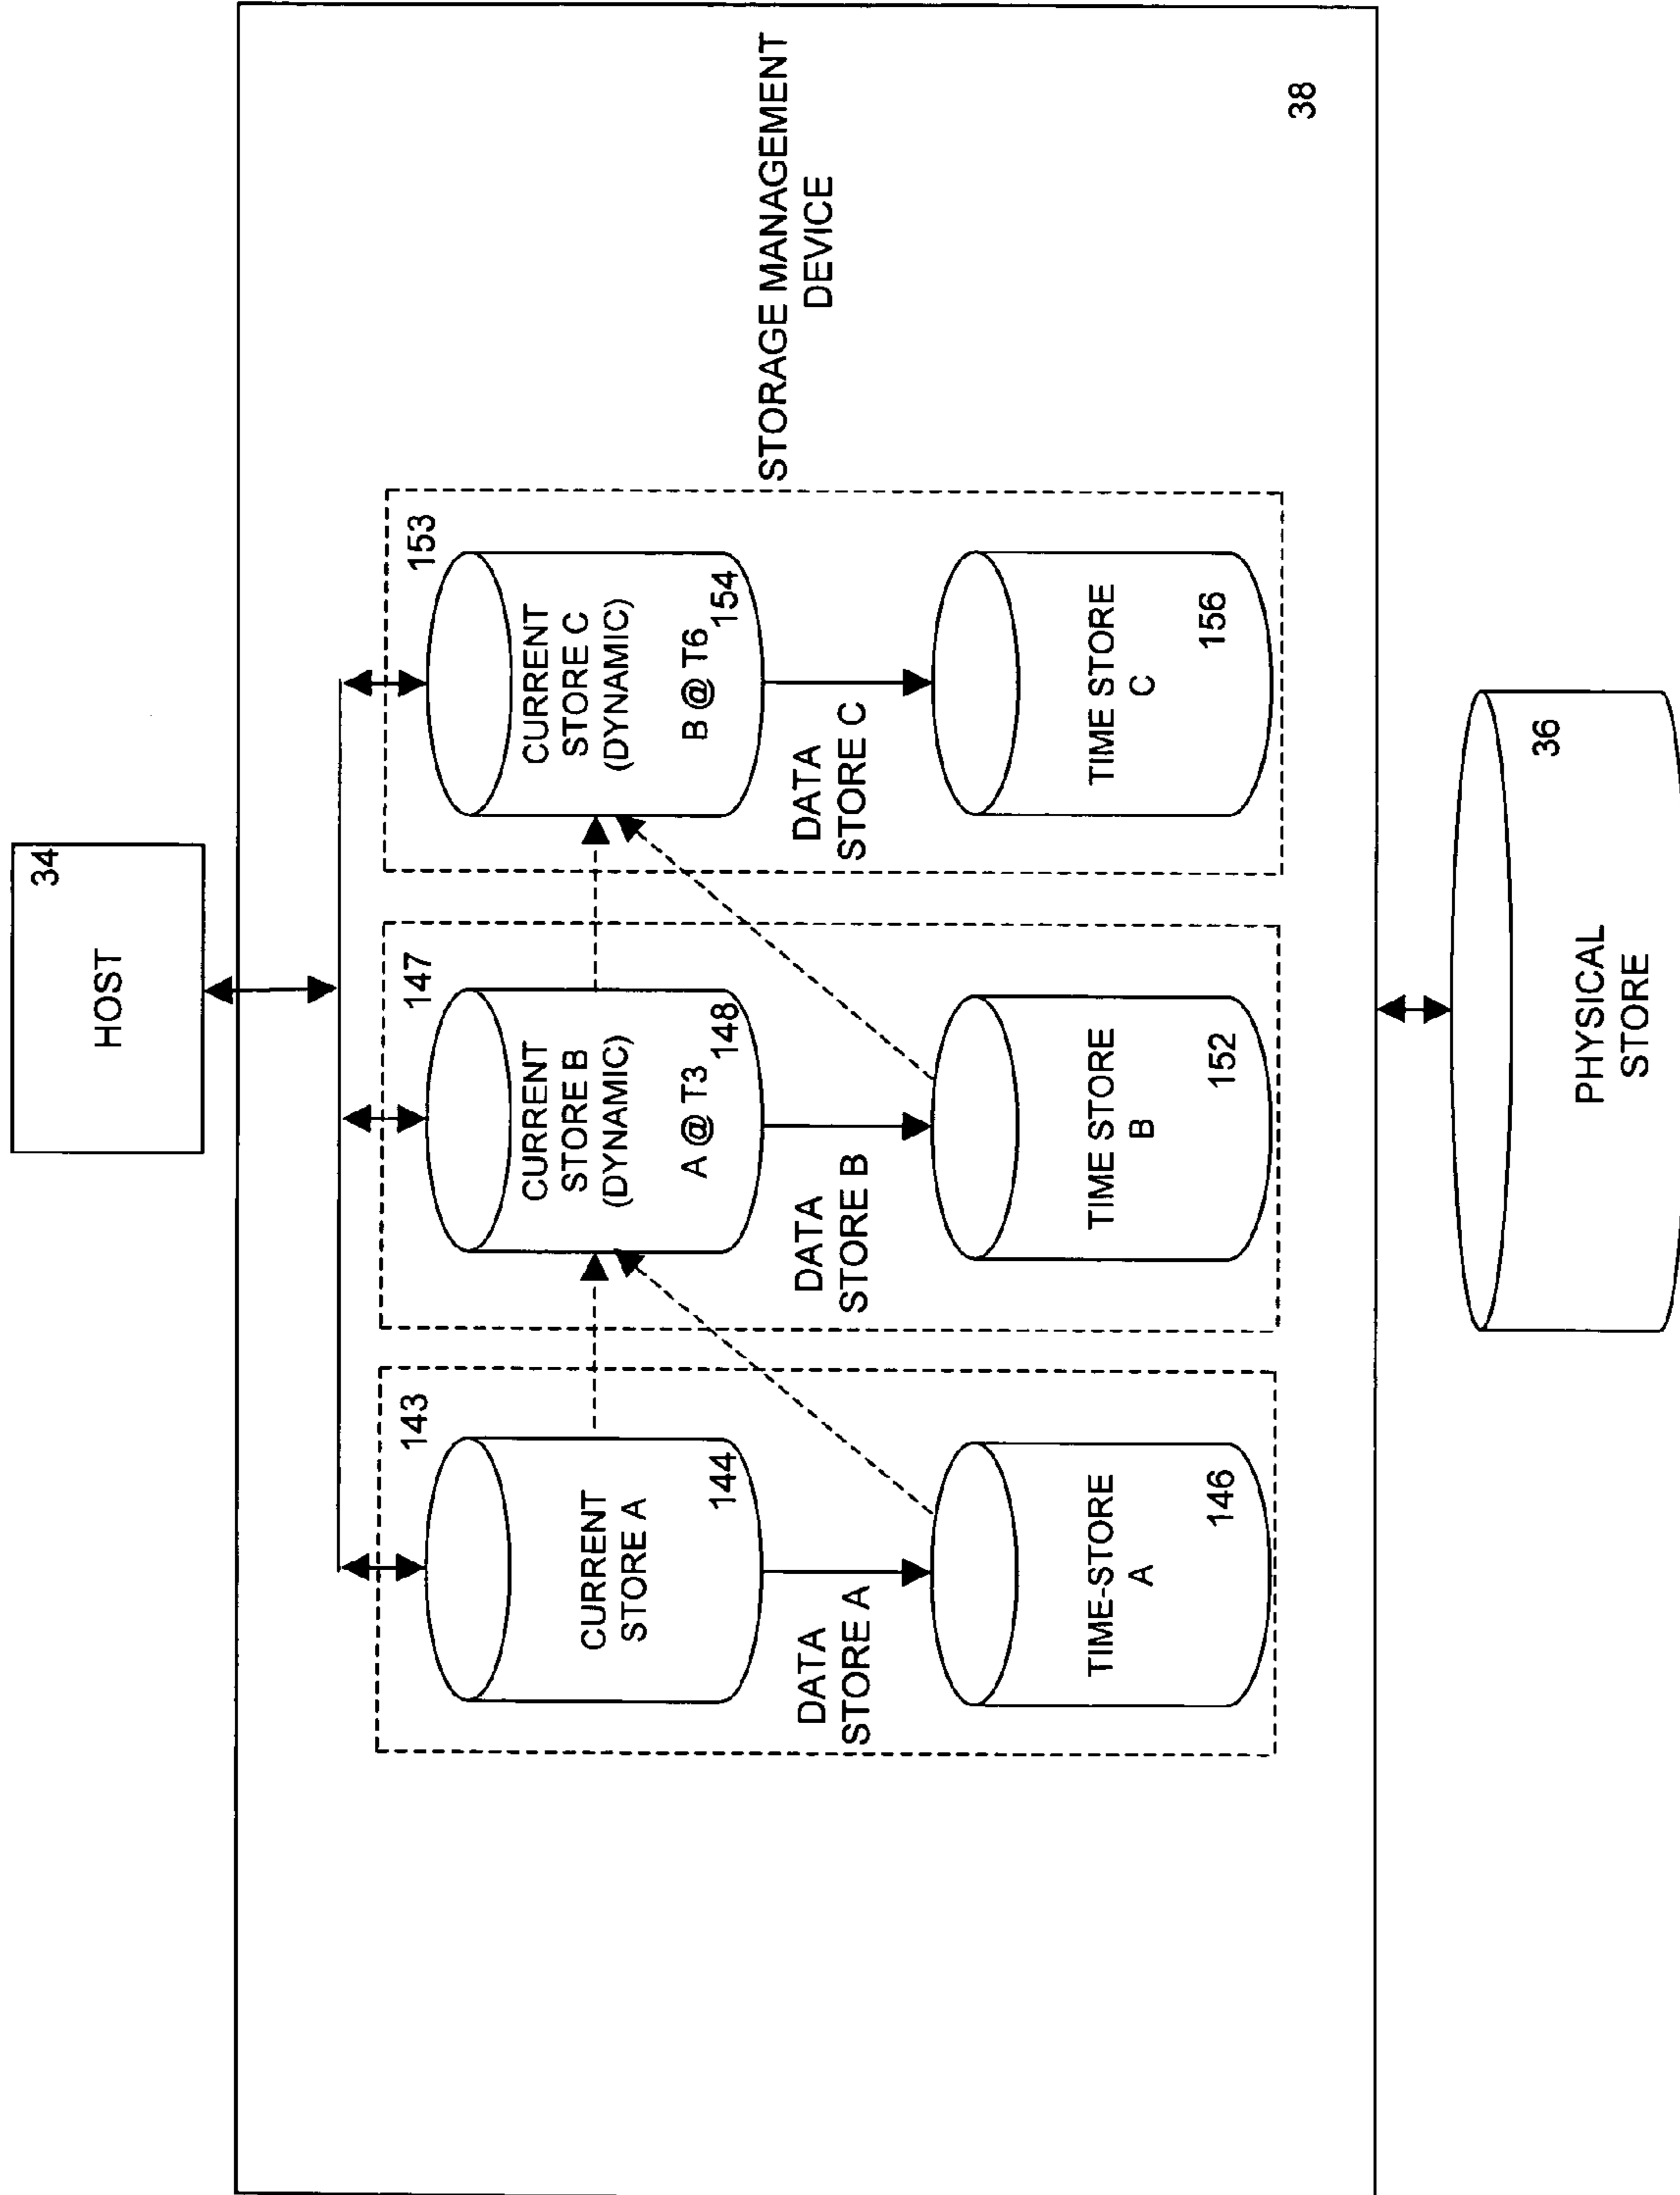 HOST
34
STORAGE MANAGEMENT
DEVICE
38
143
CURRENT
STORE A
144
DATA
STORE A
TIME-STORE
A
146
147
CURRENT
STORE B
(DYNAMIC)
A @ T3
148
DATA
STORE B
TIME STORE
B
152
153
CURRENT
STORE C
(DYNAMIC)
B @ T6
154
DATA
STORE C
TIME STORE
C
156
PHYSICAL
STORE
36